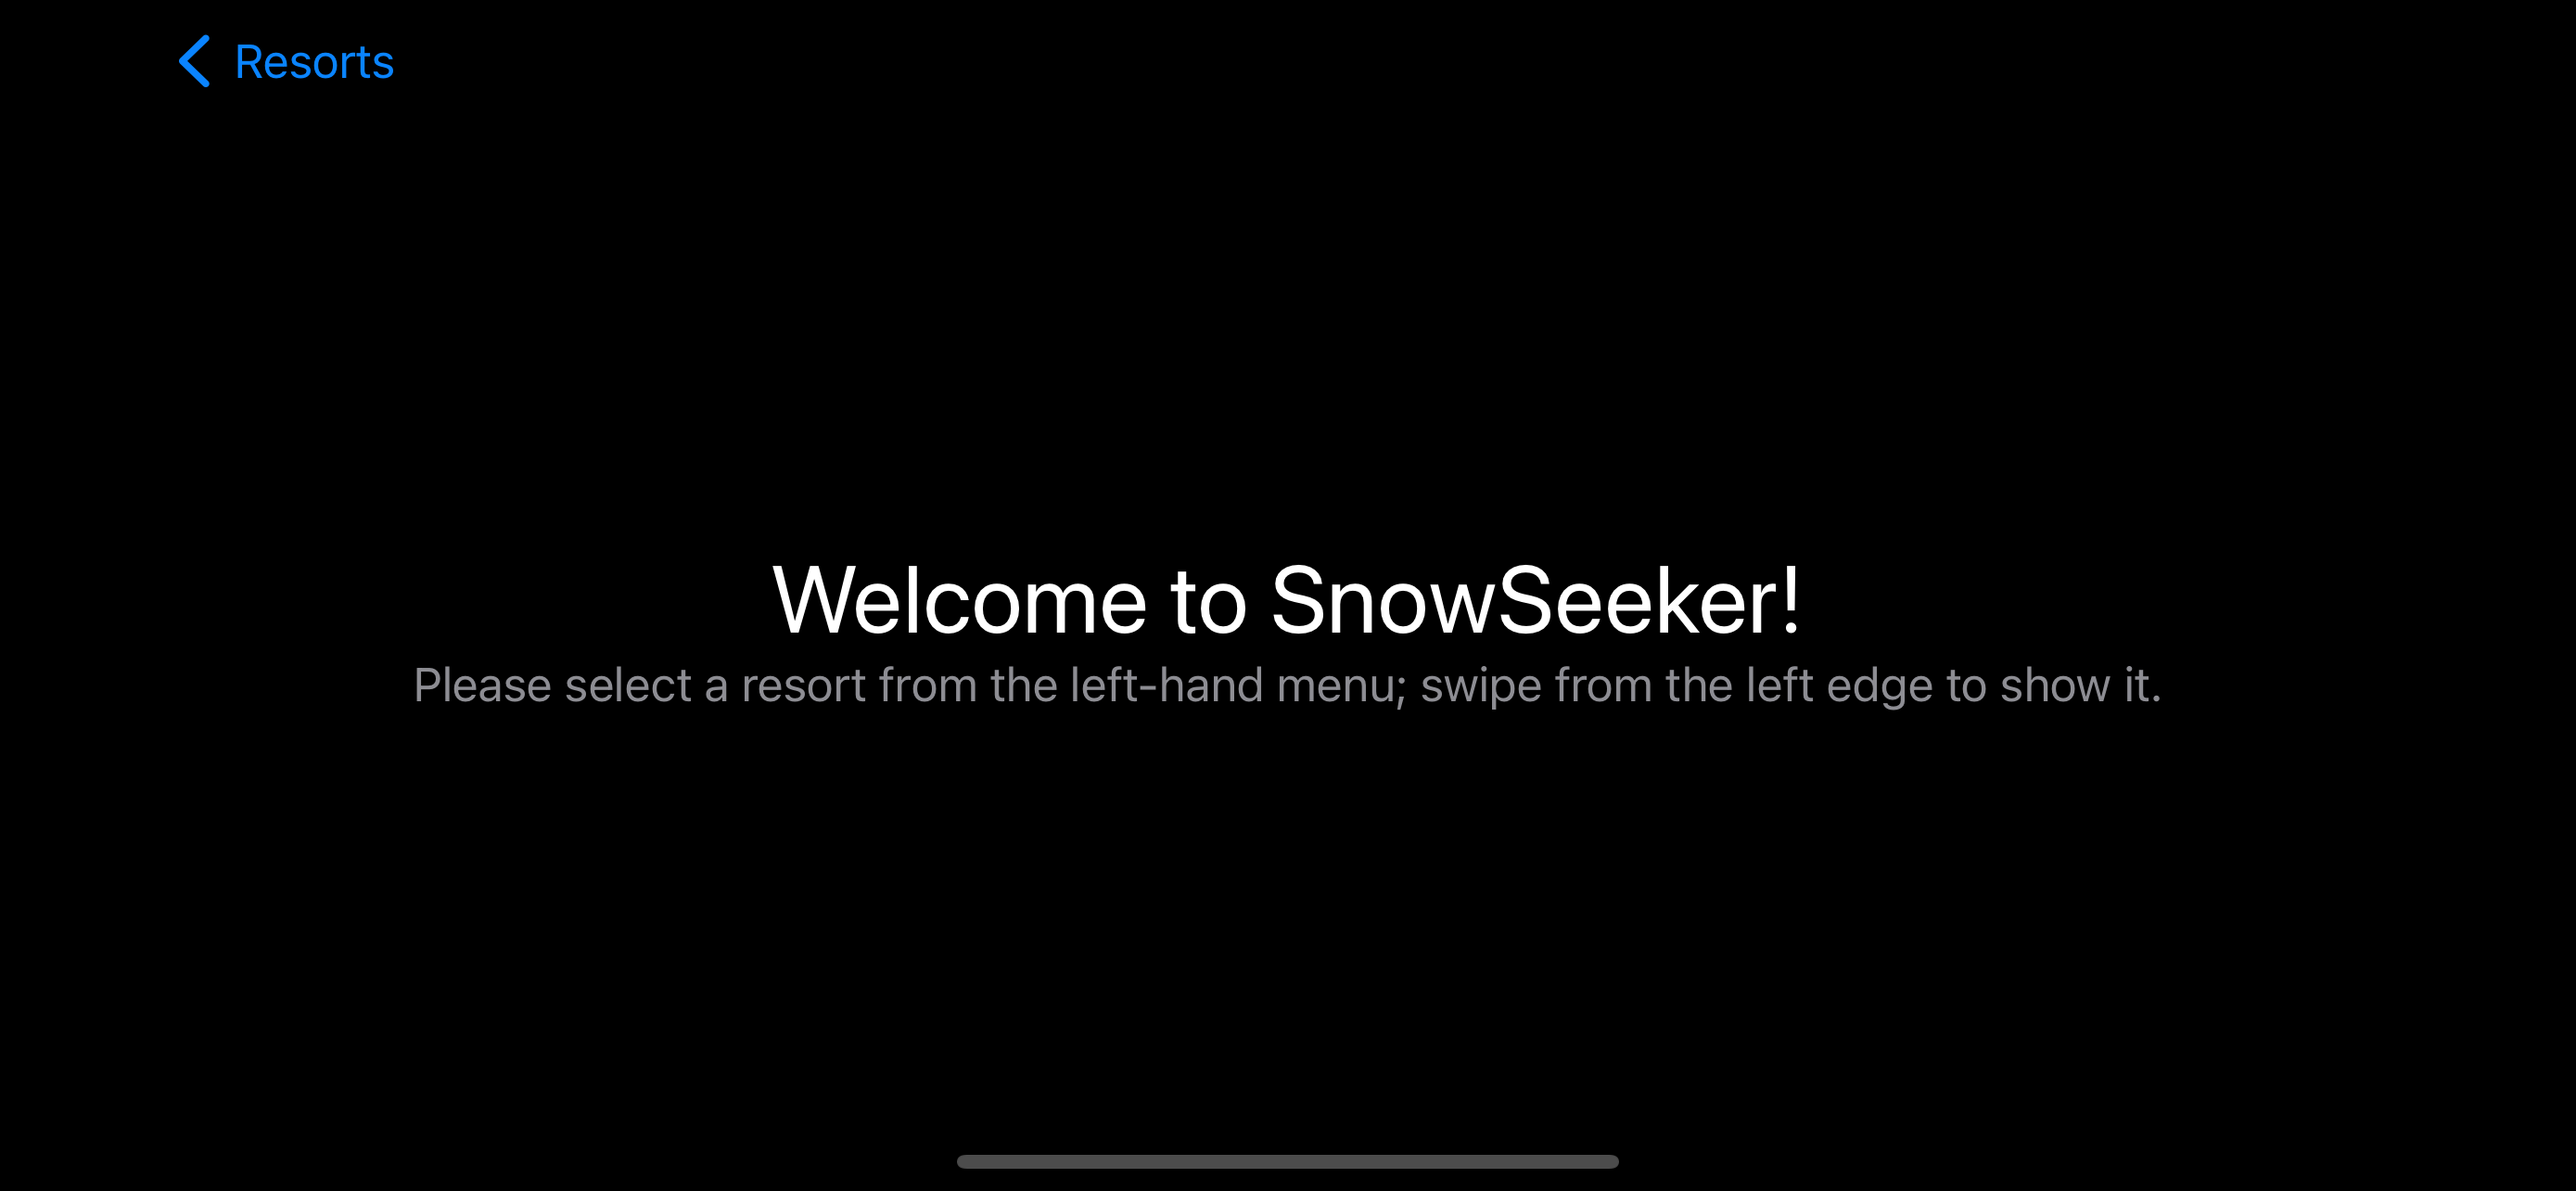 Resorts
Welcome to SnowSeeker!
Please select a resort from the left-hand menu; swipe from the left edge to show it.